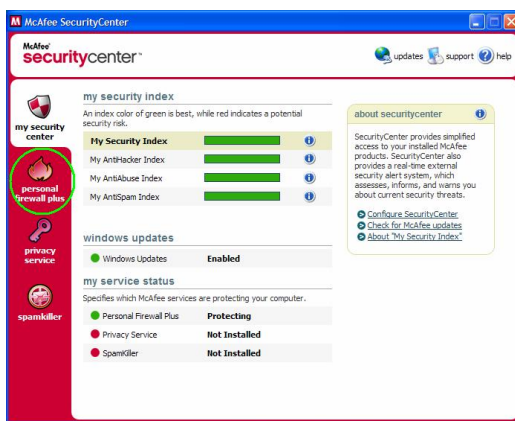 McAfee SecurityCenter
McAfee®
securitycenter™
updates
support
help
my security center
personal firewall plus
privacy service
spamkiller
my security index
An index color of green is best, while red indicates a potential
security risk.
My Security Index
My AntiHacker Index
My AntiAbuse Index
My AntiSpam Index
windows updates
Windows Updates Enabled
my service status
Specifies which McAfee services are protecting your computer.
Personal Firewall Plus Protecting
Privacy Service Not Installed
SpamKiller Not Installed
about securitycenter
SecurityCenter provides simplified
access to your installed McAfee
products. SecurityCenter also
provides a real-time external
security alert system, which
assesses, informs, and warns you
about current security threats.
Configure SecurityCenter
Check for McAfee updates
About "My Security Index"